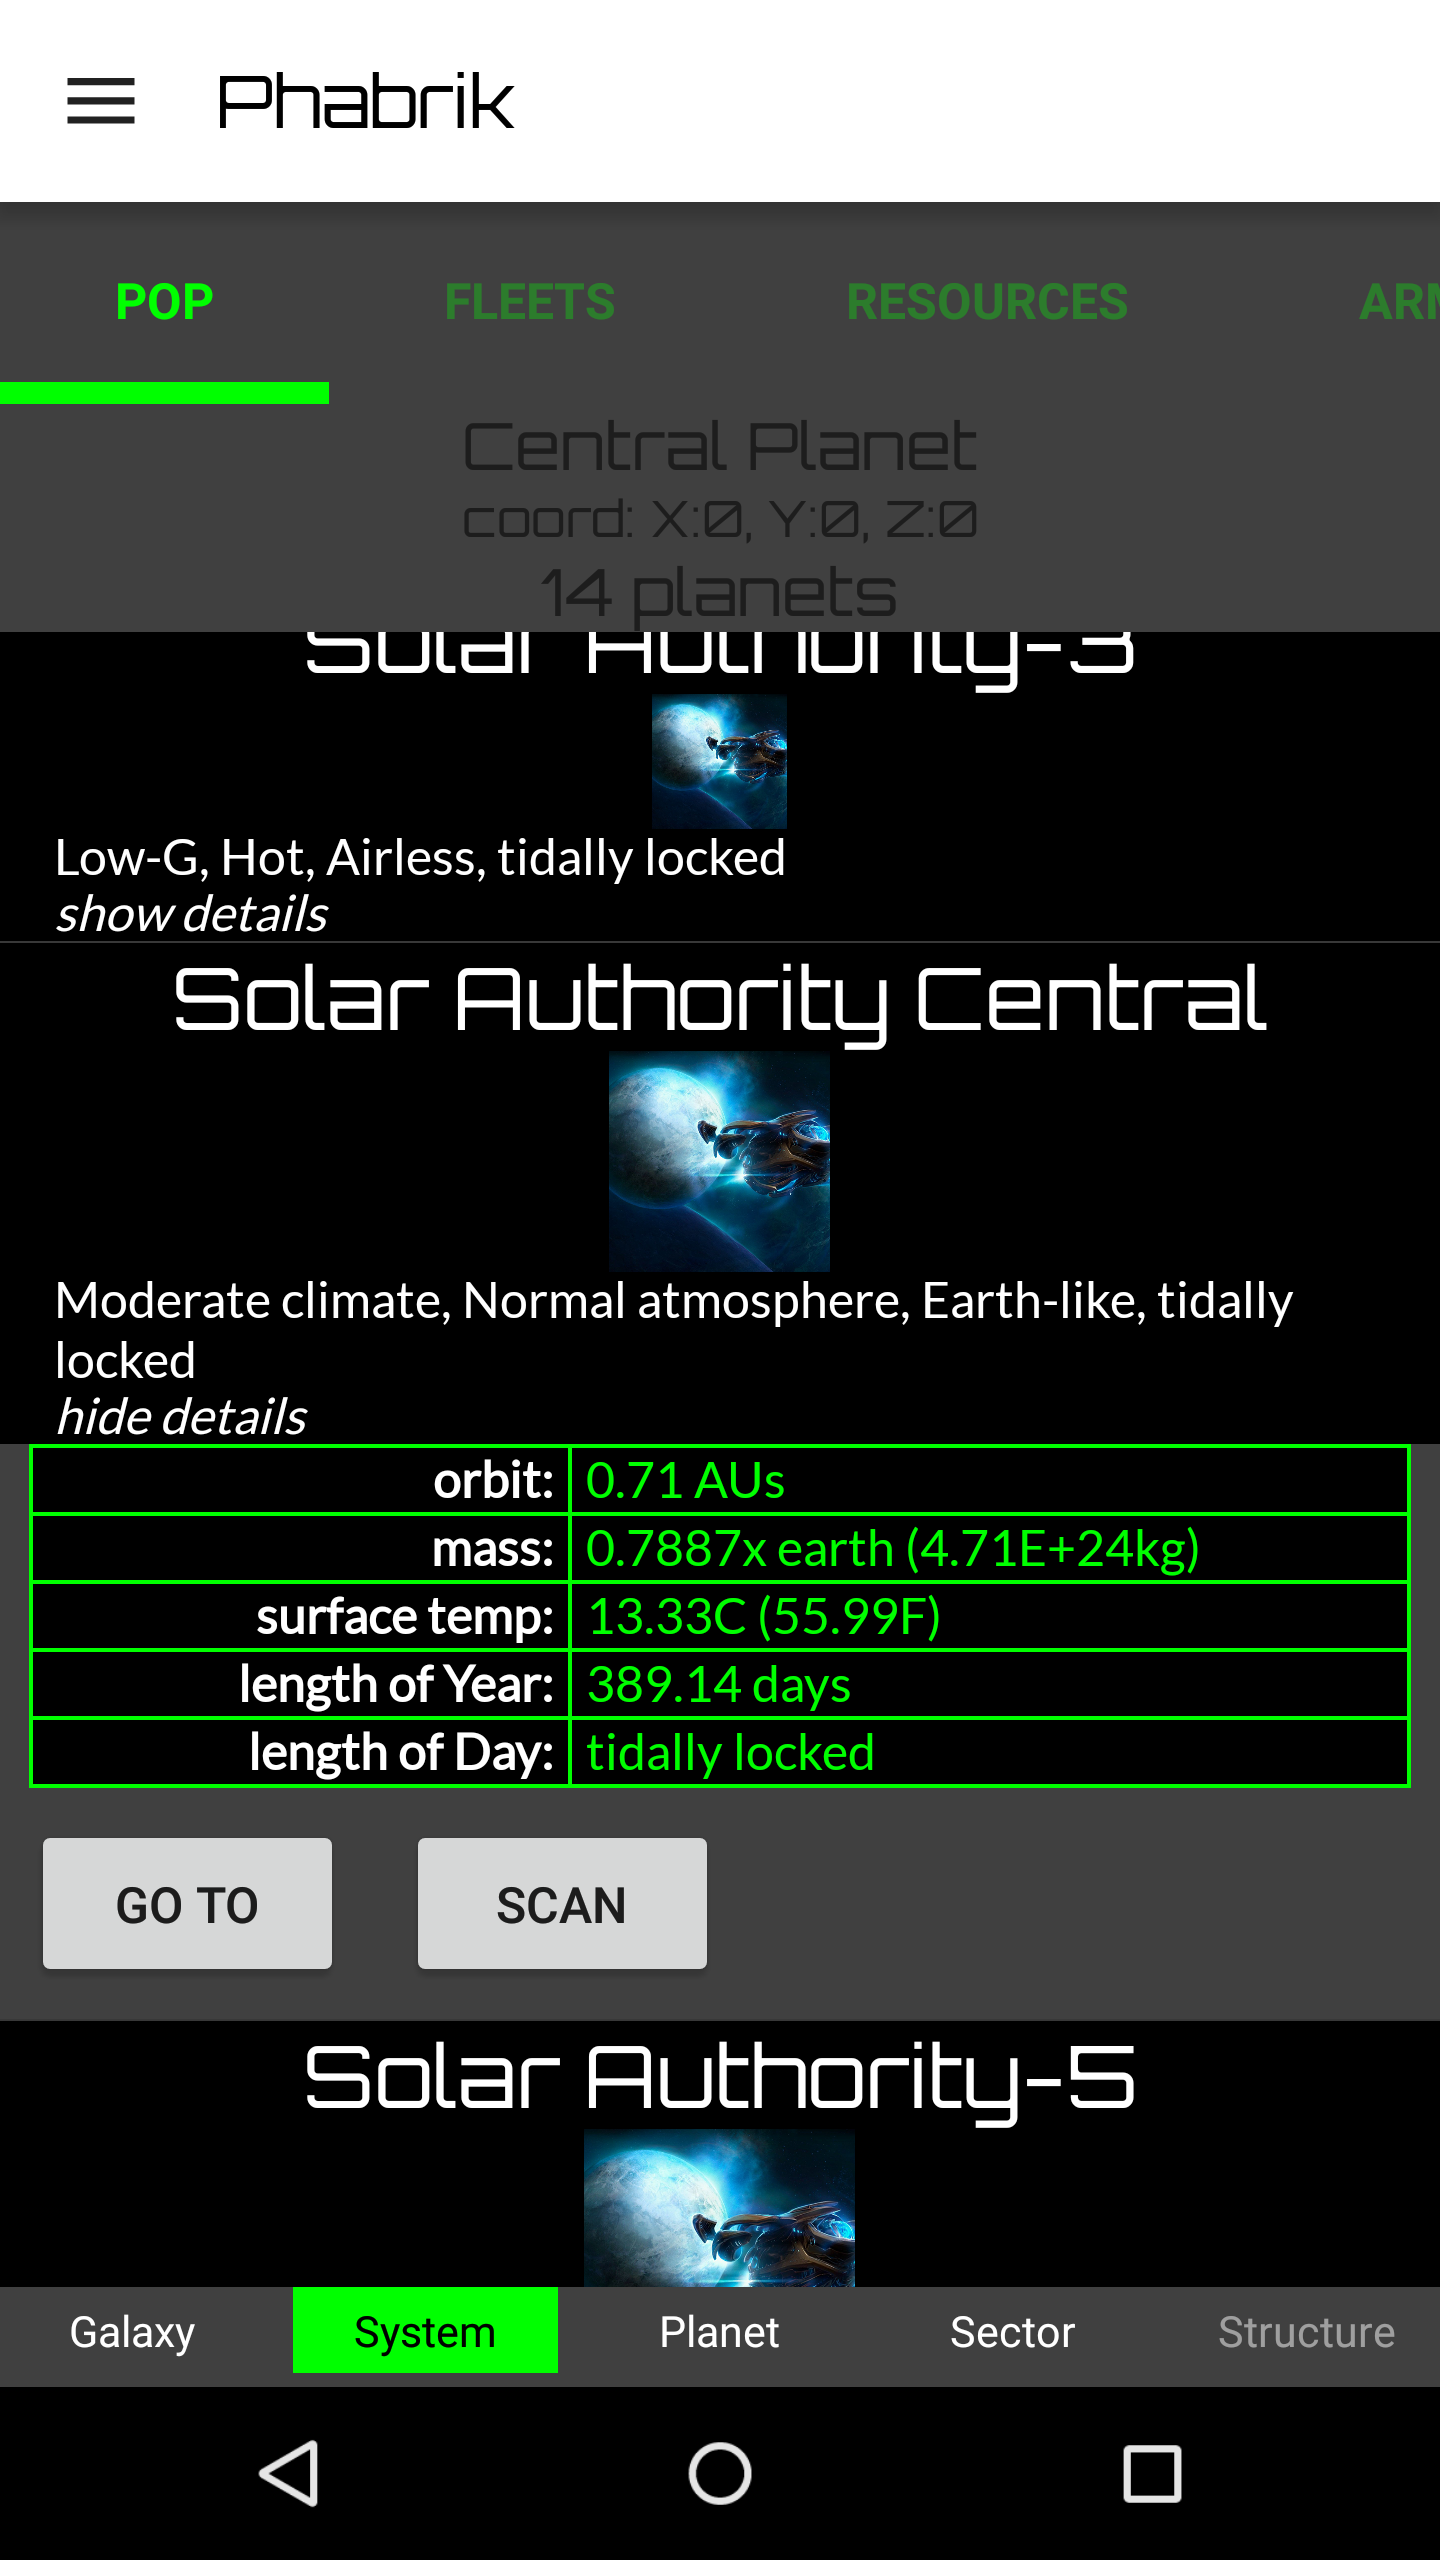 Phabrik
POP FLEETS RESOURCES
Central Planet
coord: X:0, Y:0, Z:0
14 planets
Solar Authority-3
Low-G, Hot, Airless, tidally locked
show details
Solar Authority Central
Moderate climate, Normal atmosphere, Earth-like, tidally
locked
hide details
orbit: 0.71 AUs
mass: 0.7887x earth (4.71E+24kg)
surface temp: 13.33C (55.99F)
length of Year: 389.14 days
length of Day: tidally locked
GO TO SCAN
Solar Authority-5
Galaxy System Planet Sector Structure